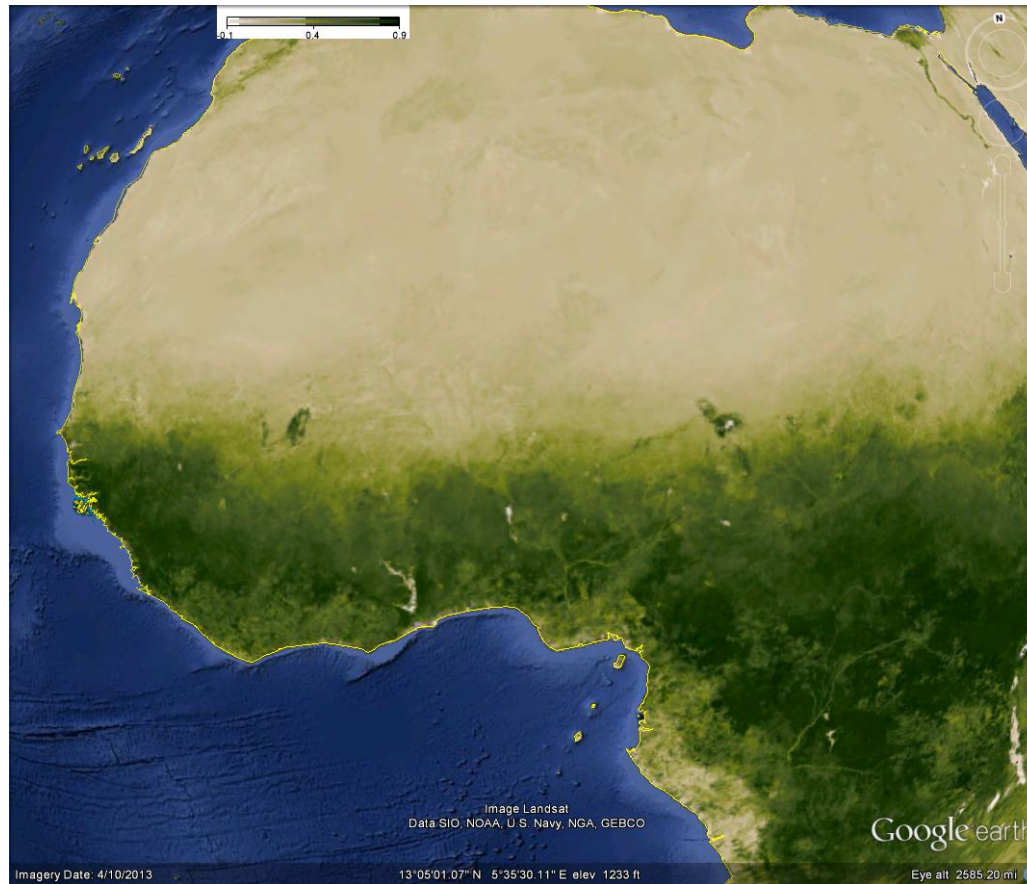 -0.1 0.4 0.9
N
Image Landsat
Data SIO, NOAA, U.S. Navy, NGA, GEBCO
Google earth
Imagery Date: 4/10/2013 13°05'01.07" N 5°35'30.11" E elev 1233 ft Eye alt 2585.20 mi